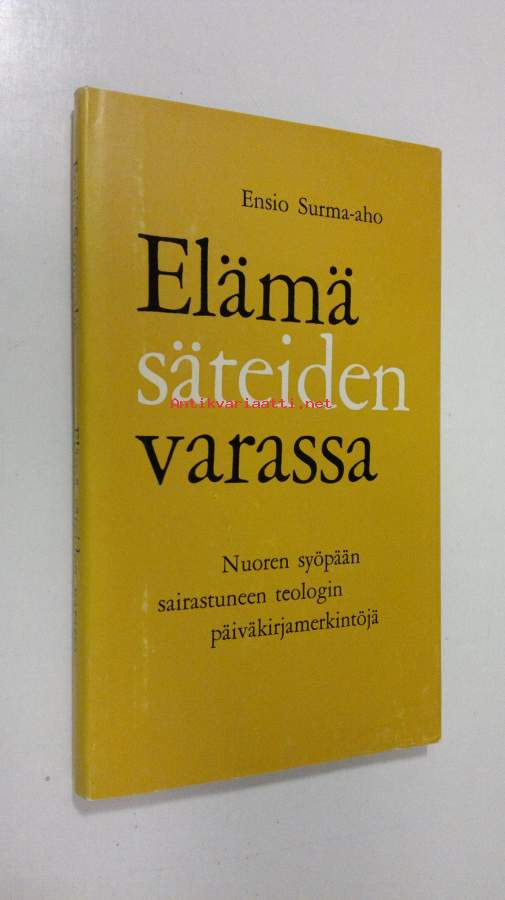 Ensio Surma-aho
Elämä
säteiden
Antikvariaatti.net
varassa
Nuoren syöpään
sairastuneen teologin
päiväkirjamerkintöjä